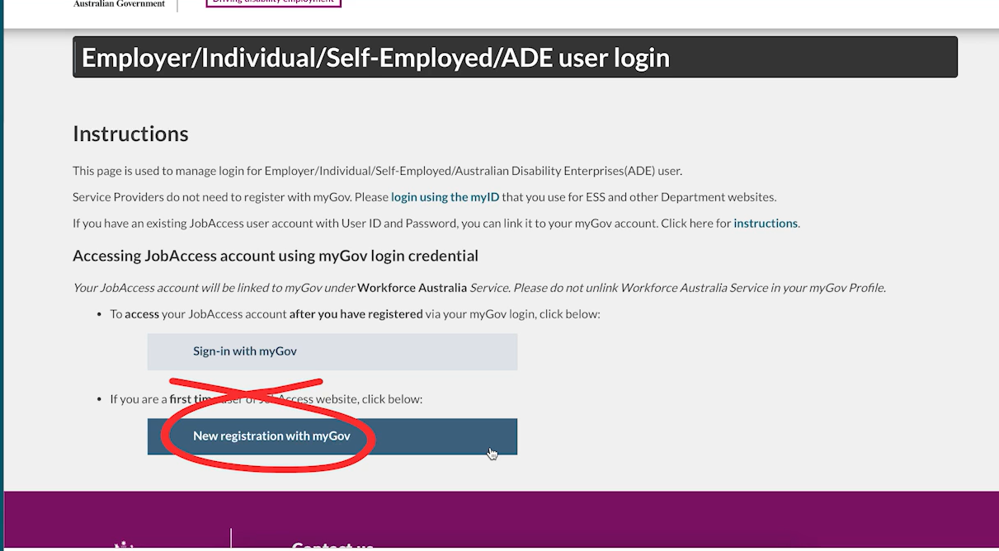 Australian Government
Driving disability employment
Employer/Individual/Self-Employed/ADE user login
Instructions
This page is used to manage login for Employer/Individual/Self-Employed/Australian Disability Enterprises(ADE) user.
Service Providers do not need to register with myGov. Please login using the myID that you use for ESS and other Department websites.
If you have an existing JobAccess user account with User ID and Password, you can link it to your myGov account. Click here for instructions.
Accessing JobAccess account using myGov login credential
Your JobAccess account will be linked to myGov under Workforce Australia Service. Please do not unlink Workforce Australia Service in your myGov Profile.
• To access your JobAccess account after you have registered via your myGov login, click below:
Sign-in with myGov
• If you are a first time user of JobAccess website, click below:
New registration with myGov
Contact us